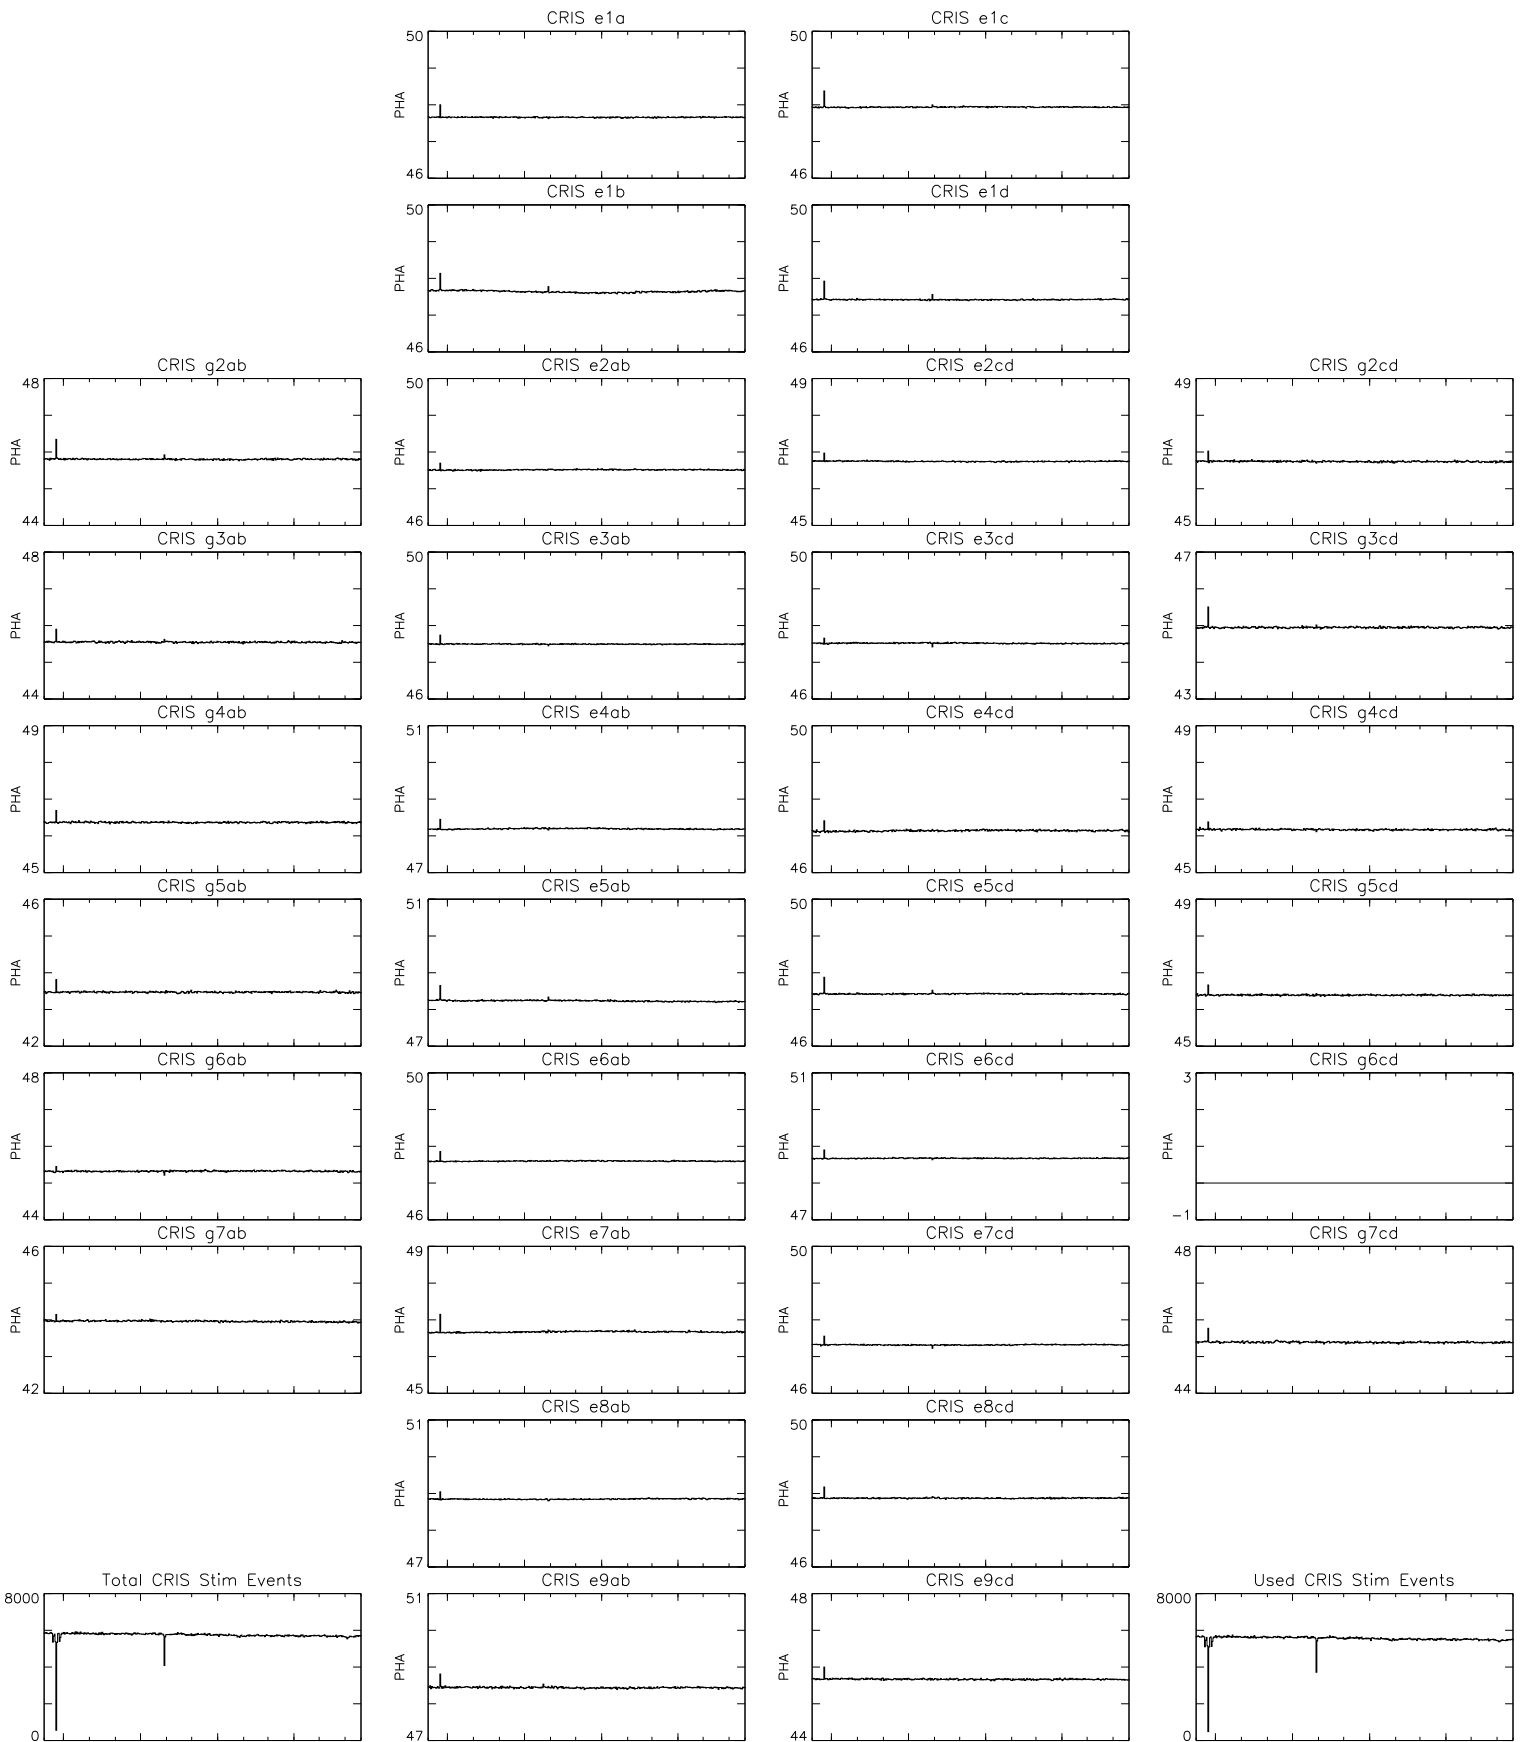 CRIS e1a
CRIS e1c
50
PHA
46
50
PHA
46
CRIS e1b
CRIS e1d
50
PHA
46
50
PHA
46
CRIS g2ab
CRIS e2ab
CRIS e2cd
CRIS g2cd
48
PHA
44
50
PHA
46
49
PHA
45
49
PHA
45
CRIS g3ab
CRIS e3ab
CRIS e3cd
CRIS g3cd
48
PHA
44
50
PHA
46
50
PHA
46
47
PHA
43
CRIS g4ab
CRIS e4ab
CRIS e4cd
CRIS g4cd
49
PHA
45
51
PHA
47
50
PHA
46
49
PHA
45
CRIS g5ab
CRIS e5ab
CRIS e5cd
CRIS g5cd
46
PHA
42
51
PHA
47
50
PHA
46
49
PHA
45
CRIS g6ab
CRIS e6ab
CRIS e6cd
CRIS g6cd
48
PHA
44
50
PHA
46
51
PHA
47
3
PHA
-1
CRIS g7ab
CRIS e7ab
CRIS e7cd
CRIS g7cd
46
PHA
42
49
PHA
45
50
PHA
46
48
PHA
44
CRIS e8ab
CRIS e8cd
51
PHA
47
50
PHA
46
Total CRIS Stim Events
CRIS e9ab
CRIS e9cd
Used CRIS Stim Events
8000
0
51
PHA
47
48
PHA
44
8000
0